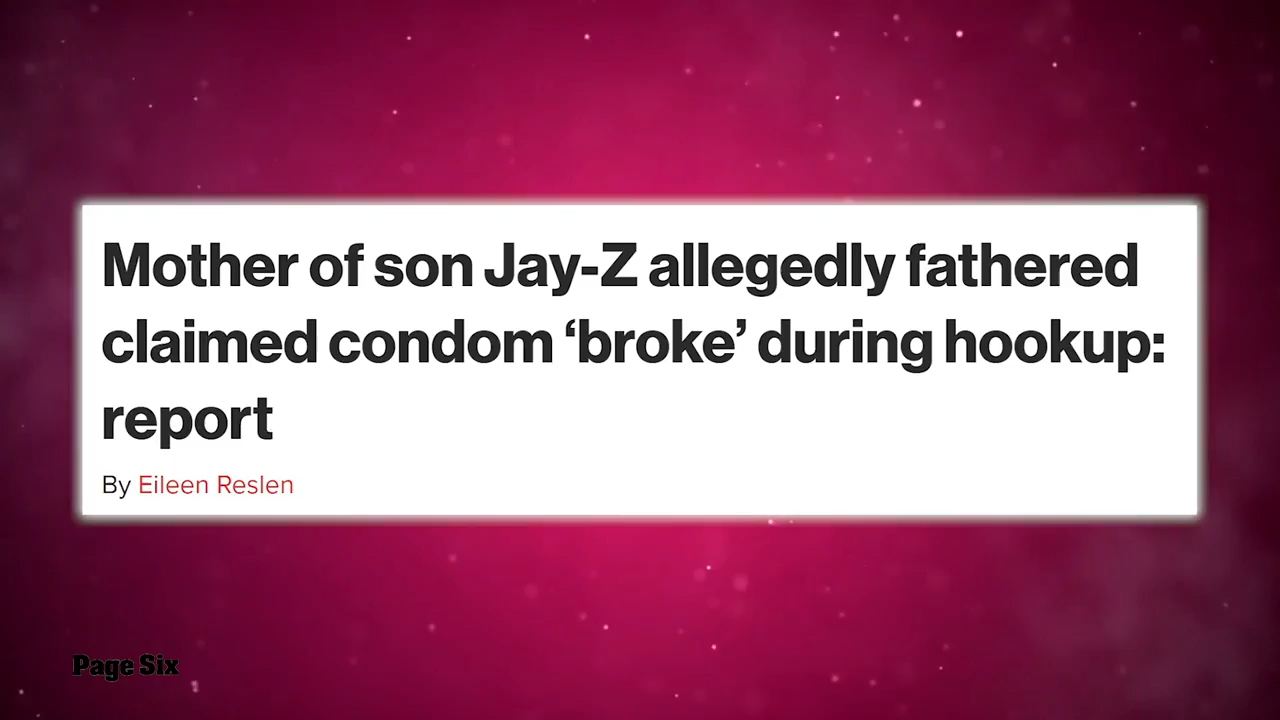 Mother of son Jay-Z allegedly fathered
claimed condom ‘broke’ during hookup:
report
By Eileen Reslen
Page Six